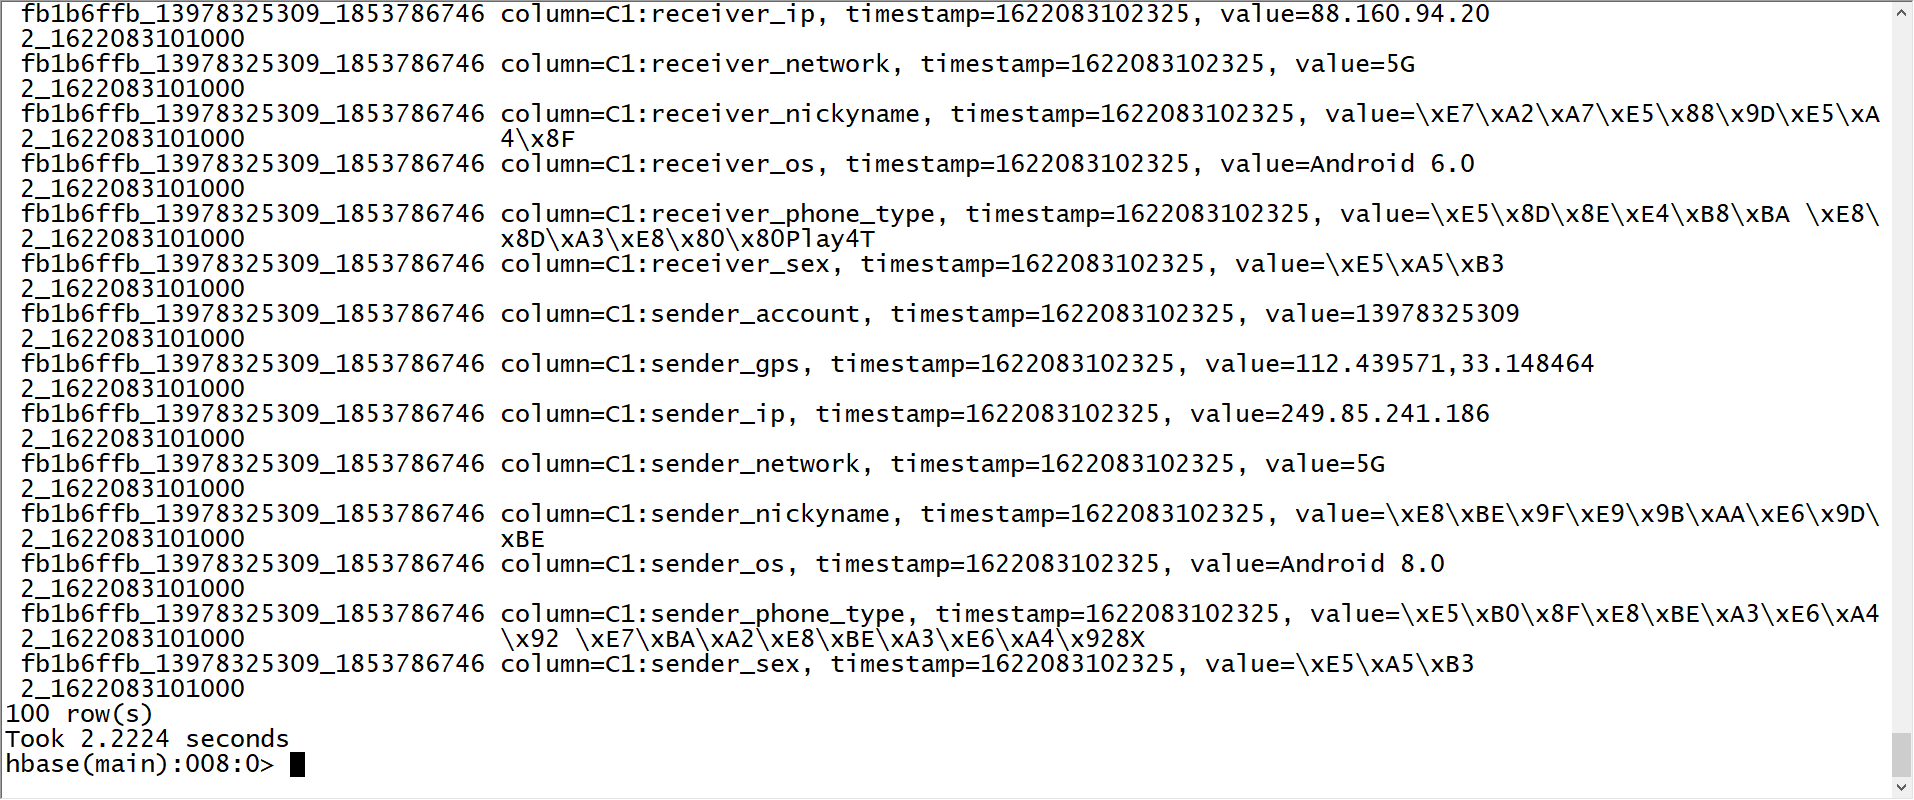 fb1b6ffb_13978325309_1853786746 column=C1:receiver_ip, timestamp=1622083102325, value=88.160.94.20
2_1622083101000
fb1b6ffb_13978325309_1853786746 column=C1:receiver_network, timestamp=1622083102325, value=5G
2_1622083101000
fb1b6ffb_13978325309_1853786746 column=C1:receiver_nickyname, timestamp=1622083102325, value=\xE7\xA2\xA7\xE5\x88\x9D\xE5\xA
2_1622083101000 4\x8F
fb1b6ffb_13978325309_1853786746 column=C1:receiver_os, timestamp=1622083102325, value=Android 6.0
2_1622083101000
fb1b6ffb_13978325309_1853786746 column=C1:receiver_phone_type, timestamp=1622083102325, value=\xE5\x8D\x8E\xE4\xB8\xBA \xE8\
2_1622083101000 x8D\xA3\xE8\x80\x80Play4T
fb1b6ffb_13978325309_1853786746 column=C1:receiver_sex, timestamp=1622083102325, value=\xE5\xA5\xB3
2_1622083101000
fb1b6ffb_13978325309_1853786746 column=C1:sender_account, timestamp=1622083102325, value=13978325309
2_1622083101000
fb1b6ffb_13978325309_1853786746 column=C1:sender_gps, timestamp=1622083102325, value=112.439571,33.148464
2_1622083101000
fb1b6ffb_13978325309_1853786746 column=C1:sender_ip, timestamp=1622083102325, value=249.85.241.186
2_1622083101000
fb1b6ffb_13978325309_1853786746 column=C1:sender_network, timestamp=1622083102325, value=5G
2_1622083101000
fb1b6ffb_13978325309_1853786746 column=C1:sender_nickyname, timestamp=1622083102325, value=\xE8\xBE\x9F\xE9\x9B\xAA\xE6\x9D\
2_1622083101000 xBE
fb1b6ffb_13978325309_1853786746 column=C1:sender_os, timestamp=1622083102325, value=Android 8.0
2_1622083101000
fb1b6ffb_13978325309_1853786746 column=C1:sender_phone_type, timestamp=1622083102325, value=\xE5\xB0\x8F\xE8\xBE\xA3\xE6\xA4
2_1622083101000 \x92 \xE7\xBA\xA2\xE8\xBE\xA3\xE6\xA4\x928X
fb1b6ffb_13978325309_1853786746 column=C1:sender_sex, timestamp=1622083102325, value=\xE5\xA5\xB3
2_1622083101000
100 row(s)
Took 2.2224 seconds
hbase(main):008:0>